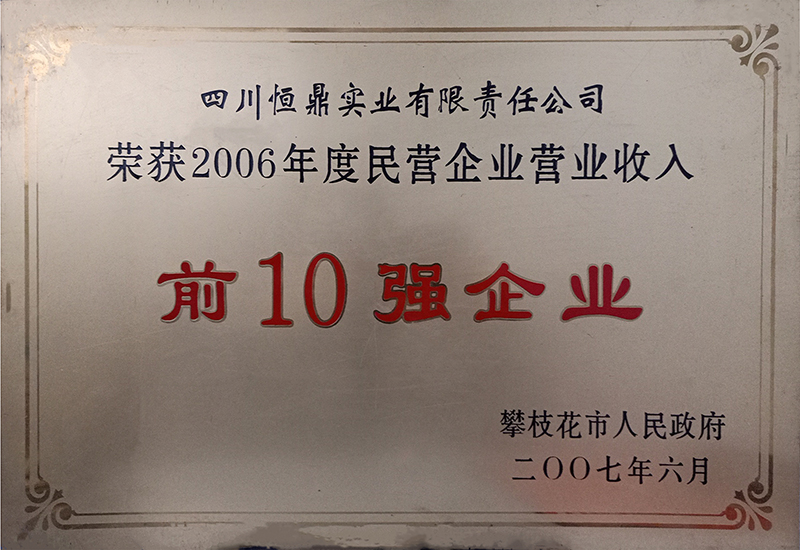 四川恒鼎实业有限责任公司
荣获2006年度民营企业营业收入
前10强企业
攀枝花市人民政府
二〇〇七年六月